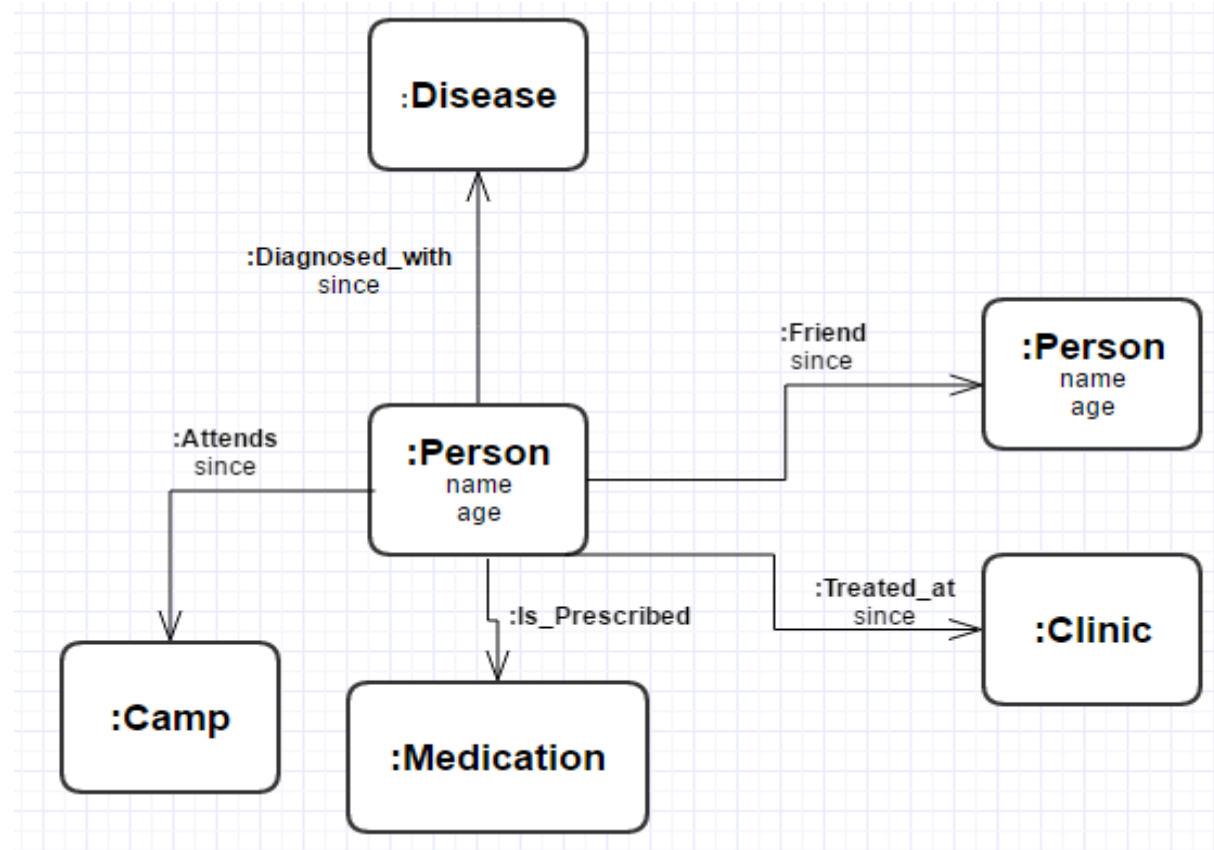 :Disease
:Diagnosed_with
since
:Friend
since
:Person
name
age
:Attends
since
:Person
name
age
:Treated_at
since
:Is_Prescribed
:Clinic
:Camp
:Medication